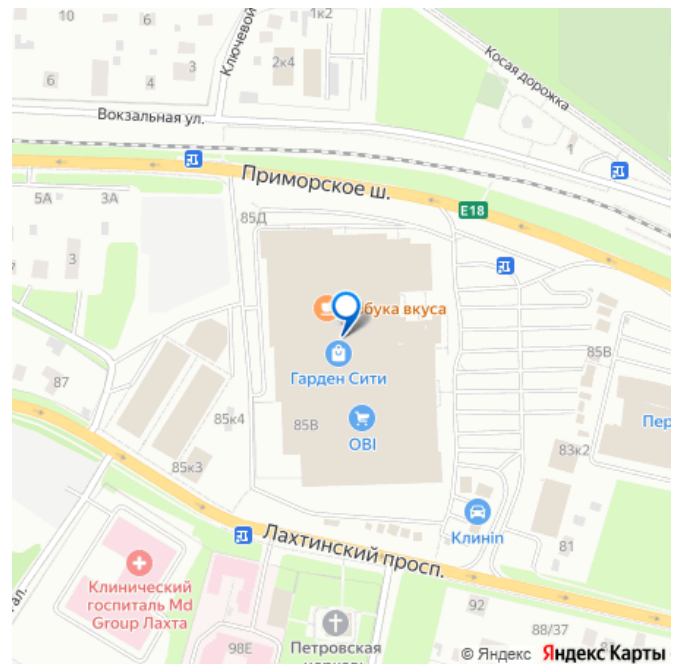 1к2
6
10
2к4
3
4
6
Ключевой
Косая дорожка
Вокзальная ул.
1
Приморское ш.
E18
5А
3А
3
85Д
бука вкуса
Гарден Сити
85В
OBI
87
85к4
85к3
85В
Пер
83к2
Клиніп
81
Лахтинский просп.
Клинический
госпиталь Md
Group Лахта
98Е
Петровская
92
88/37
© Яндекс Яндекс Карты